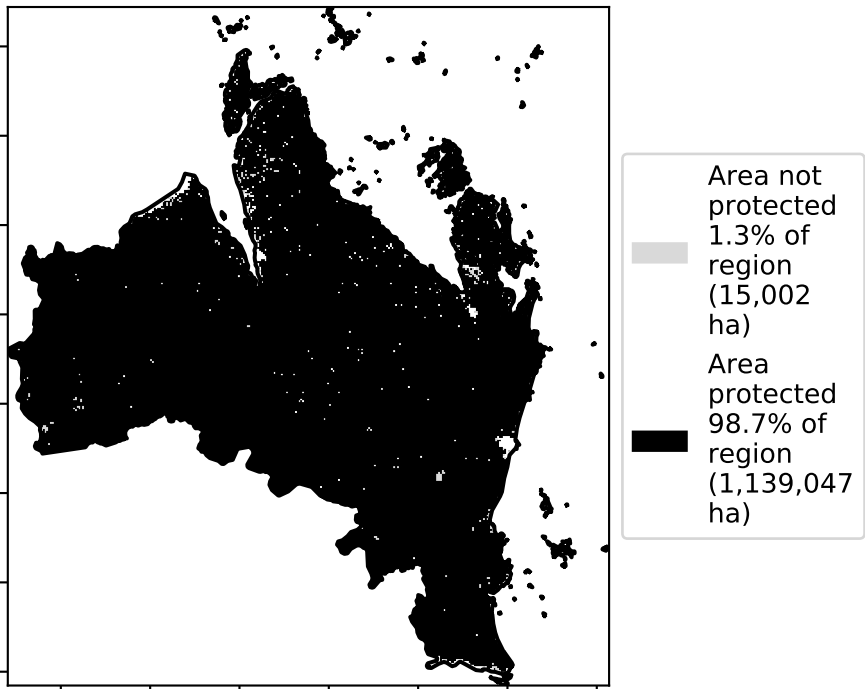 Area not
protected
1.3% of
region
(15,002
ha)
Area
protected
98.7% of
region
(1,139,047
ha)